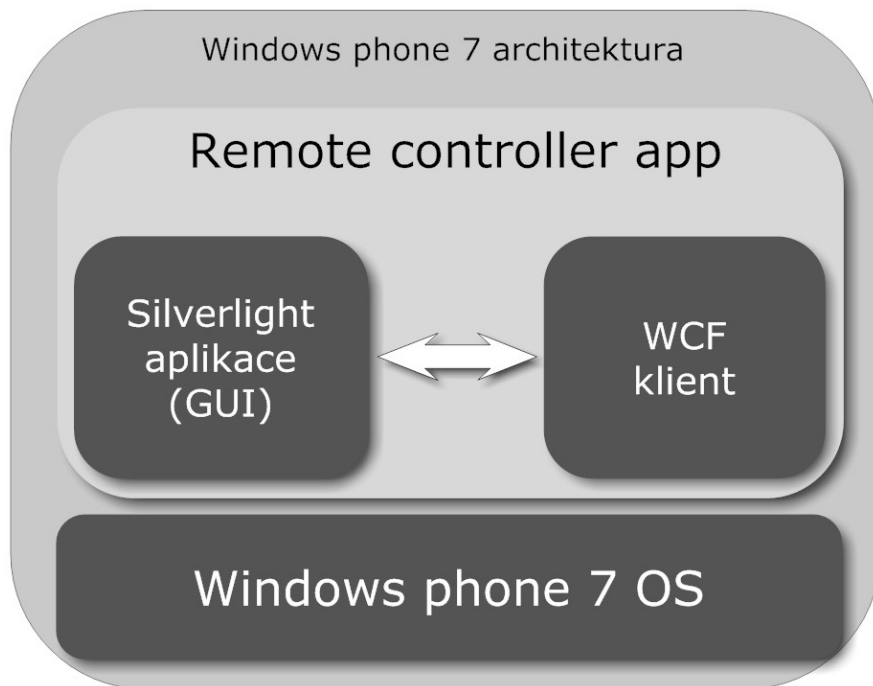 Windows phone 7 architektura
Remote controller app
Silverlight
aplikace
(GUI)
WCF
klient
Windows phone 7 OS